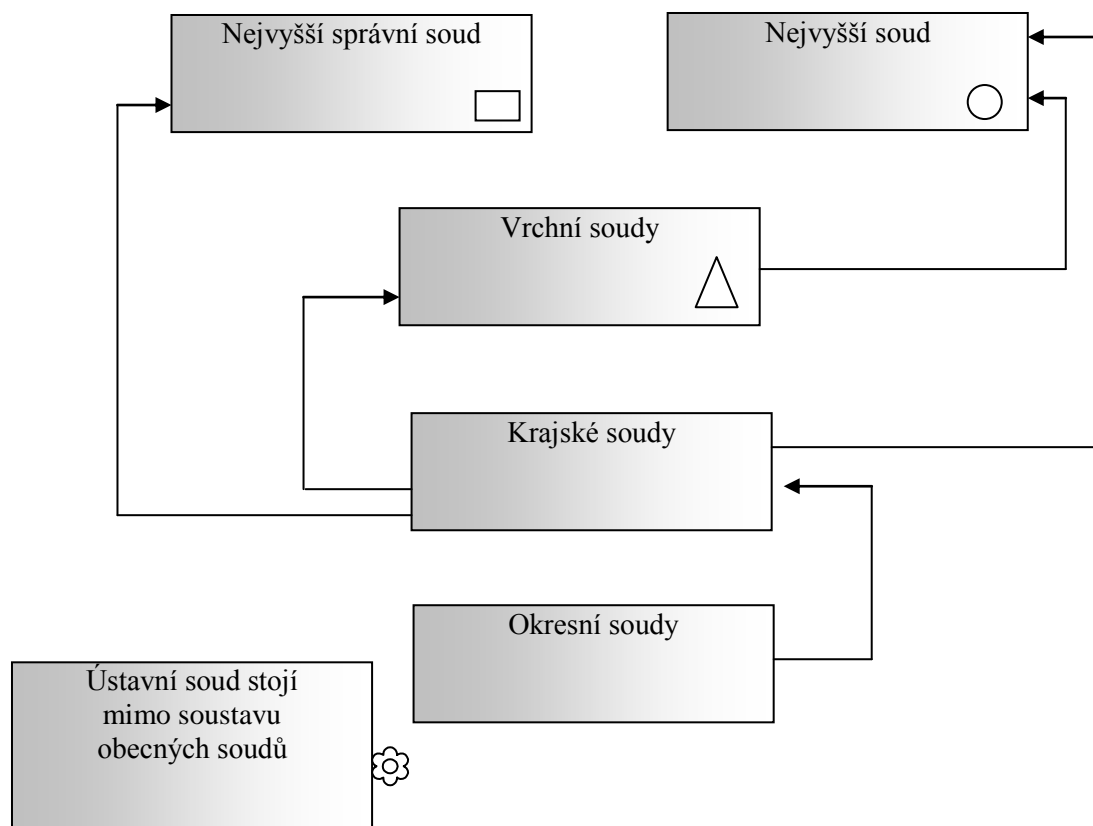 Nejvyšší správní soud
Nejvyšší soud
Vrchní soudy
Krajské soudy
Okresní soudy
Ústavní soud stojí
mimo soustavu
obecných soudů